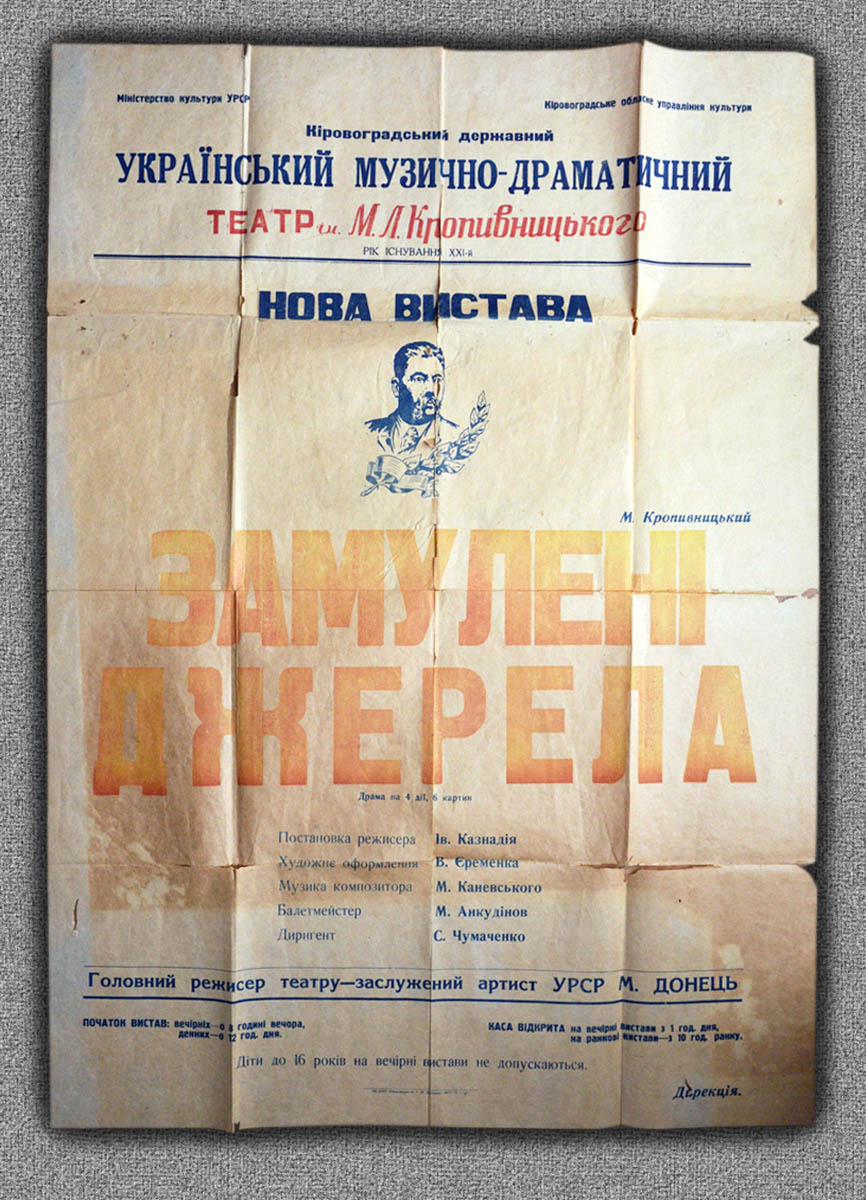 Міністерство культури УРСР
Кіровоградське обласне управління культури
Кіровоградський державний
УКРАЇНСЬКИЙ МУЗИЧНО-ДРАМАТИЧНИЙ
ТЕАТР ім. М.Л.Кропивницького
РІК ІСНУВАННЯ XXI-й
НОВА ВИСТАВА
М. Кропивницький
ЗАМУЛЕНІ
ДЖЕРЕЛА
Драма на 4 дії, 6 картин
Постановка режисера Ів. Казнадія
Художнє оформлення В. Єременка
Музика композитора М. Каневського
Балетмейстер М. Анкудінов
Диригент С. Чумаченко
Головний режисер театру—заслужений артист УРСР М. ДОНЕЦЬ
ПОЧАТОК ВИСТАВ: вечірніх—о 8 годині вечора,
денних—о 12 год. дня.
КАСА ВІДКРИТА на вечірні вистави з 1 год. дня,
на ранкові вистави—з 10 год. ранку.
Діти до 16 років на вечірні вистави не допускаються.
Дирекція.